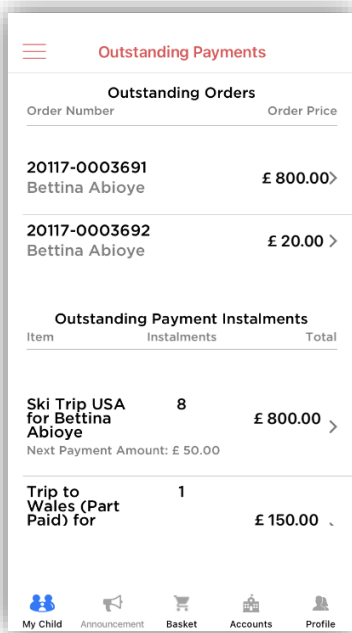 Outstanding Payments
Outstanding Orders
Order Number Order Price
20117-0003691
Bettina Abioye
£ 800.00
20117-0003692
Bettina Abioye
£ 20.00
Outstanding Payment Instalments
Item Instalments Total
Ski Trip USA
for Bettina
Abioye
8
£ 800.00
Next Payment Amount: £ 50.00
Trip to
Wales (Part
Paid) for
1
£ 150.00
My Child Announcement Basket Accounts Profile